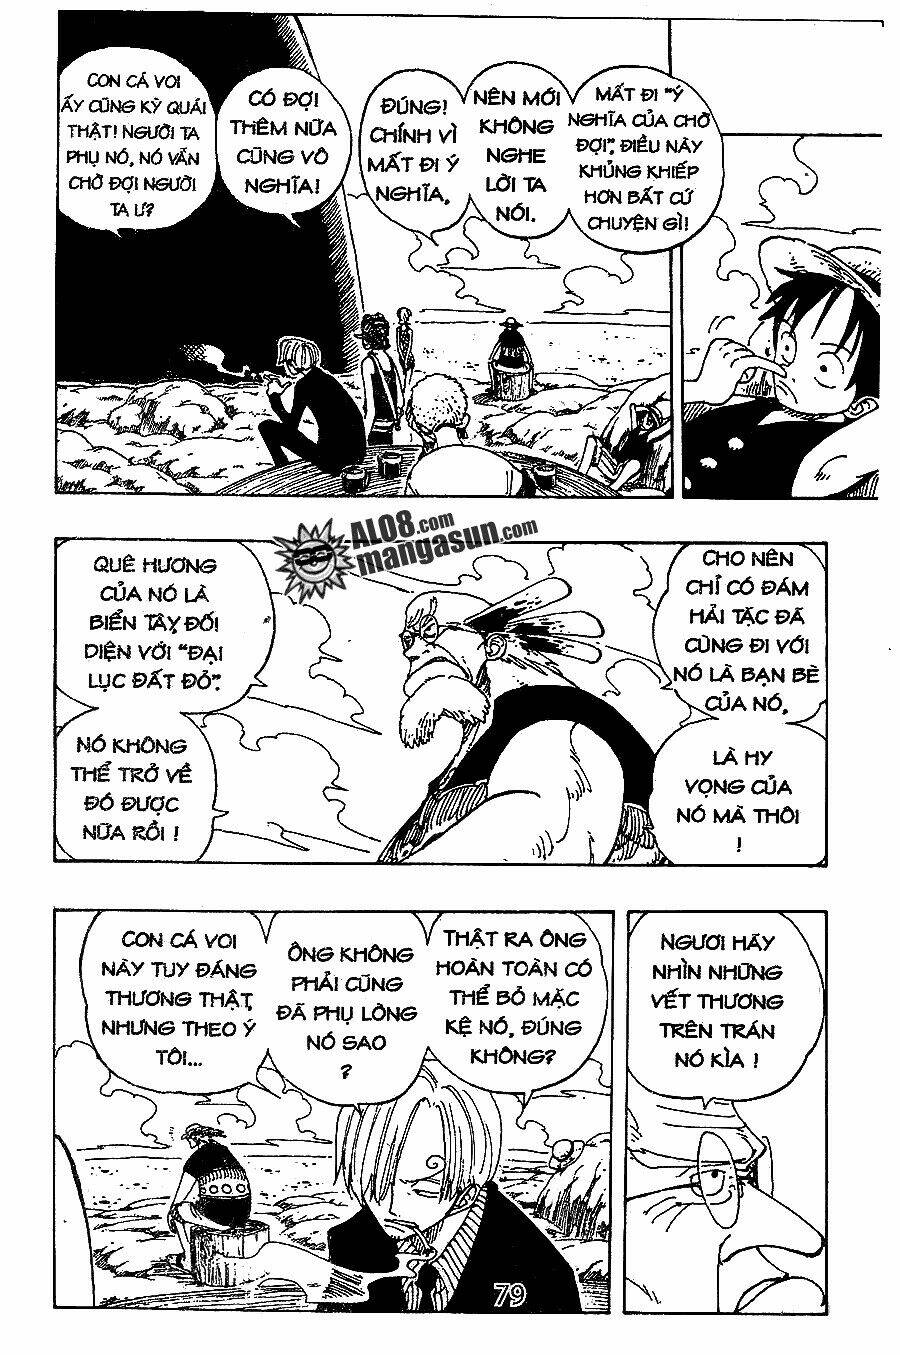 CON CÁ VOI
ẤY CŨNG KỲ QUÁI
THẬT! NGƯỜI TA
PHỤ NÓ, NÓ VẪN
CHỜ ĐỢI NGƯỜI
TA Ư?
CÓ ĐỢI
THÊM NỮA
CŨNG VÔ
NGHĨA!
ĐÚNG!
CHÍNH VÌ
MẤT ĐI Ý
NGHĨA,
NÊN MỚI
KHÔNG
NGHE
LỜI TA
NÓI.
MẤT ĐI "Ý
NGHĨA CỦA CHỜ
ĐỢI", ĐIỀU NÀY
KHỦNG KHIẾP
HƠN BẤT CỨ
CHUYỆN GÌ!
AL08.com
mangasun.com
QUÊ HƯƠNG
CỦA NÓ LÀ
BIỂN TÂY, ĐỐI
DIỆN VỚI "ĐẠI
LỤC ĐẤT ĐỎ".
NÓ KHÔNG
THỂ TRỞ VỀ
ĐÓ ĐƯỢC
NỮA RỒI !
CHO NÊN
CHỈ CÓ ĐÁM
HẢI TẶC ĐÃ
CÙNG ĐI VỚI
NÓ LÀ BẠN BÈ
CỦA NÓ,
LÀ HY
VỌNG CỦA
NÓ MÀ THÔI
!
CON CÁ VOI
NÀY TUY ĐÁNG
THƯƠNG THẬT,
NHƯNG THEO Ý
TÔI...
ÔNG KHÔNG
PHẢI CŨNG
ĐÃ PHỤ LÒNG
NÓ SAO
?
THẬT RA ÔNG
HOÀN TOÀN CÓ
THỂ BỎ MẶC
KỆ NÓ, ĐÚNG
KHÔNG?
NGƯƠI HÃY
NHÌN NHỮNG
VẾT THƯƠNG
TRÊN TRÁN
NÓ KÌA !
79